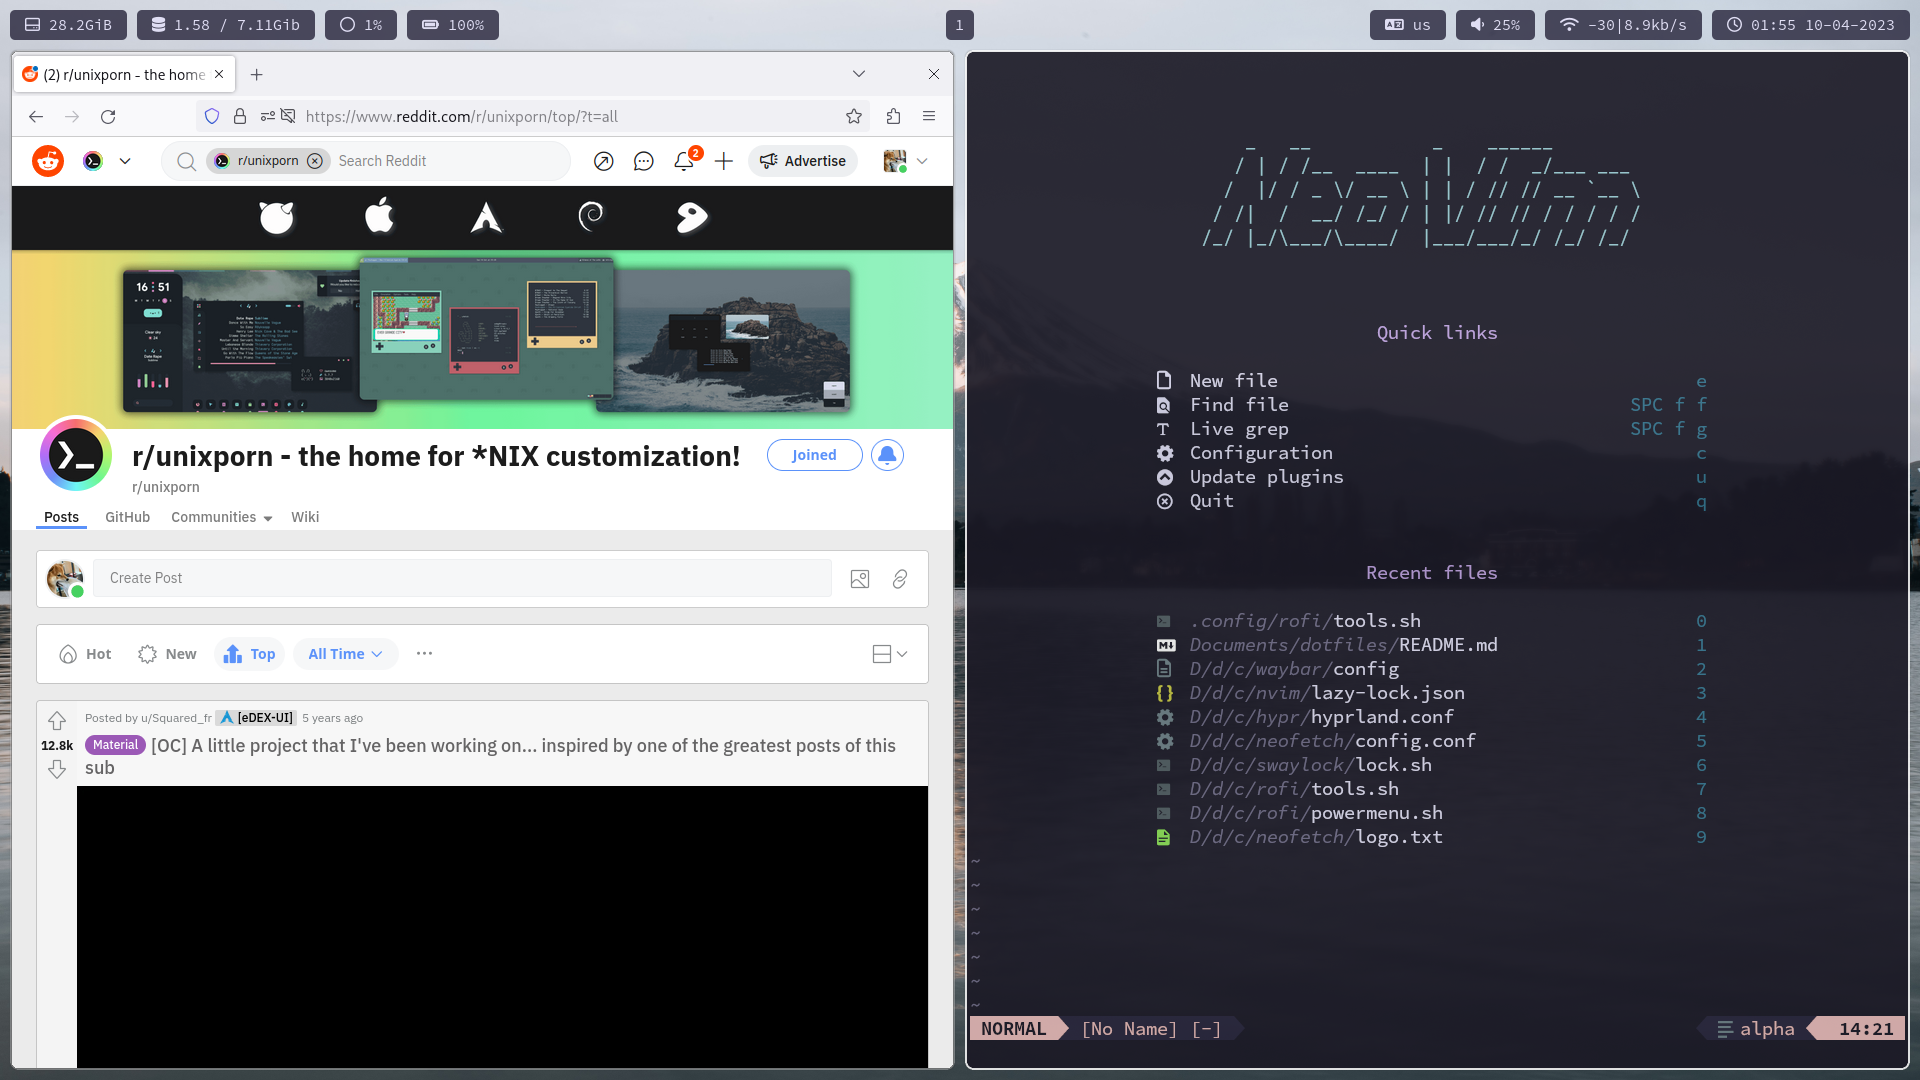 28.2GiB
1.58 / 7.11Gib
1%
100%
1
us
25%
-30|8.9kb/s
01:55 10-04-2023
(2) r/unixporn - the home
https://www.reddit.com/r/unixporn/top/?t=all
r/unixporn
Search Reddit
2
Advertise
16:51
r/unixporn - the home for *NIX customization!
Joined
r/unixporn
Posts
GitHub
Communities
Wiki
Create Post
Hot
New
Top
All Time
Posted by u/Squared_fr [eDEX-UI] 5 years ago
12.8k
Material [OC] A little project that I've been working on... inspired by one of the greatest posts of this
sub
NeoVim
Quick links
New file e
Find file SPC f f
Live grep SPC f g
Configuration c
Update plugins u
Quit q
Recent files
.config/rofi/tools.sh 0
Documents/dotfiles/README.md 1
D/d/c/waybar/config 2
{} D/d/c/nvim/lazy-lock.json 3
D/d/c/hypr/hyprland.conf 4
D/d/c/neofetch/config.conf 5
D/d/c/swaylock/lock.sh 6
D/d/c/rofi/tools.sh 7
D/d/c/rofi/powermenu.sh 8
D/d/c/neofetch/logo.txt 9
~
~
~
~
~
~
~
NORMAL [No Name] [-] alpha 14:21